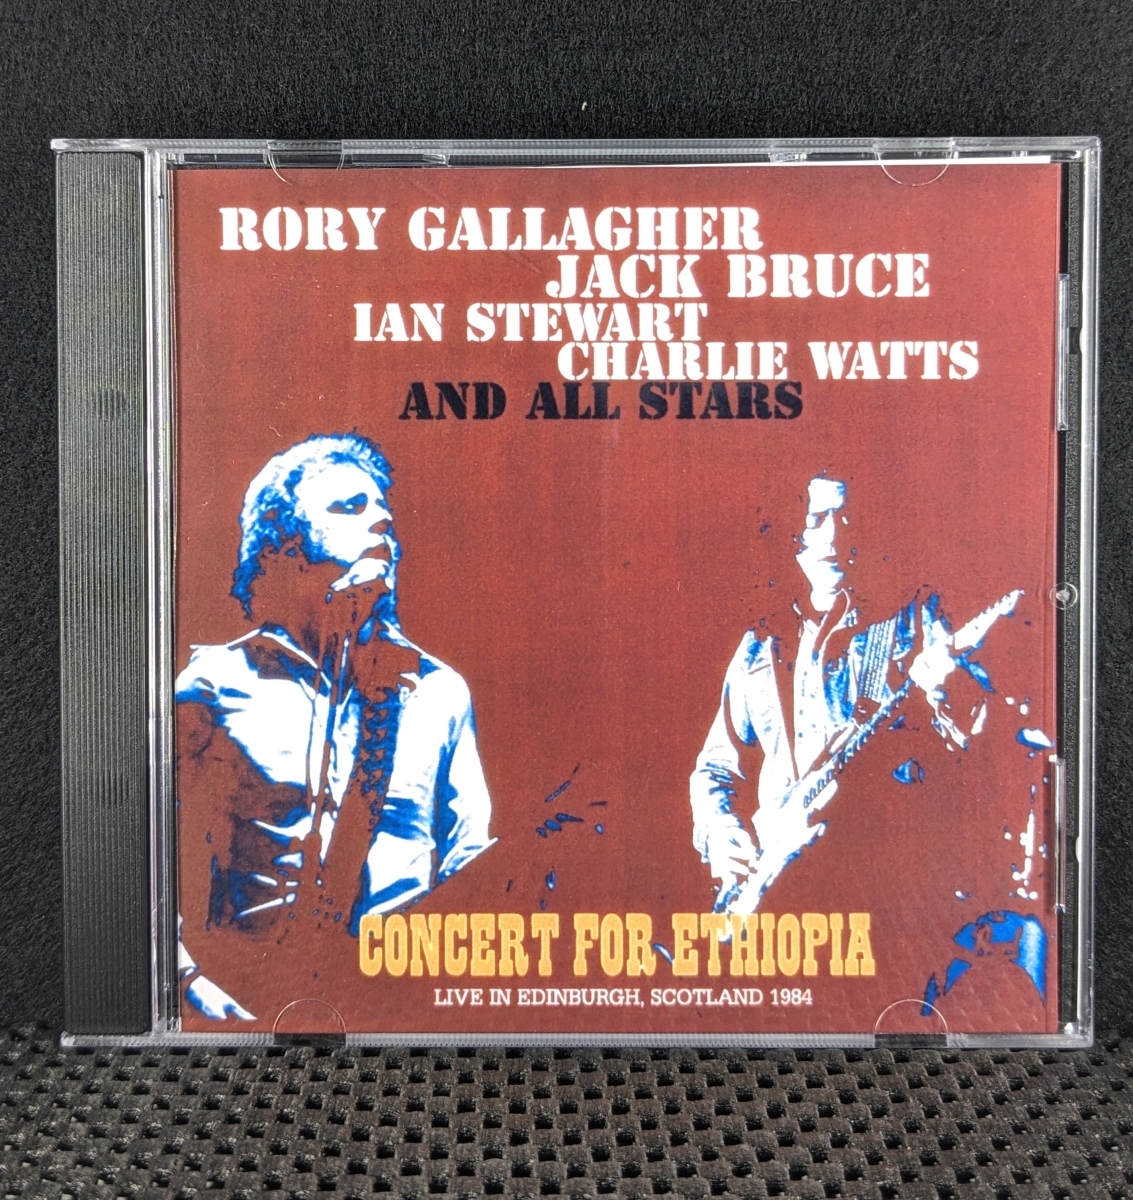 RORY GALLAGHER
JACK BRUCE
IAN STEWART
CHARLIE WATTS
AND ALL STARS
CONCERT FOR ETHIOPIA
LIVE IN EDINBURGH, SCOTLAND 1984